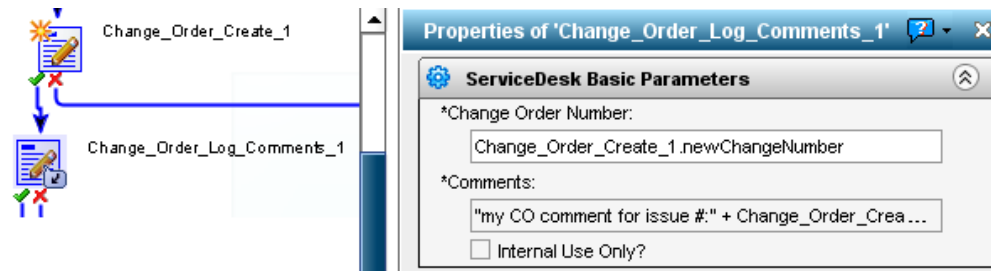 Change_Order_Create_1
Change_Order_Log_Comments_1
Properties of 'Change_Order_Log_Comments_1'
ServiceDesk Basic Parameters
*Change Order Number:
Change_Order_Create_1.newChangeNumber
*Comments:
"my CO comment for issue #:" + Change_Order_Crea...
Internal Use Only?